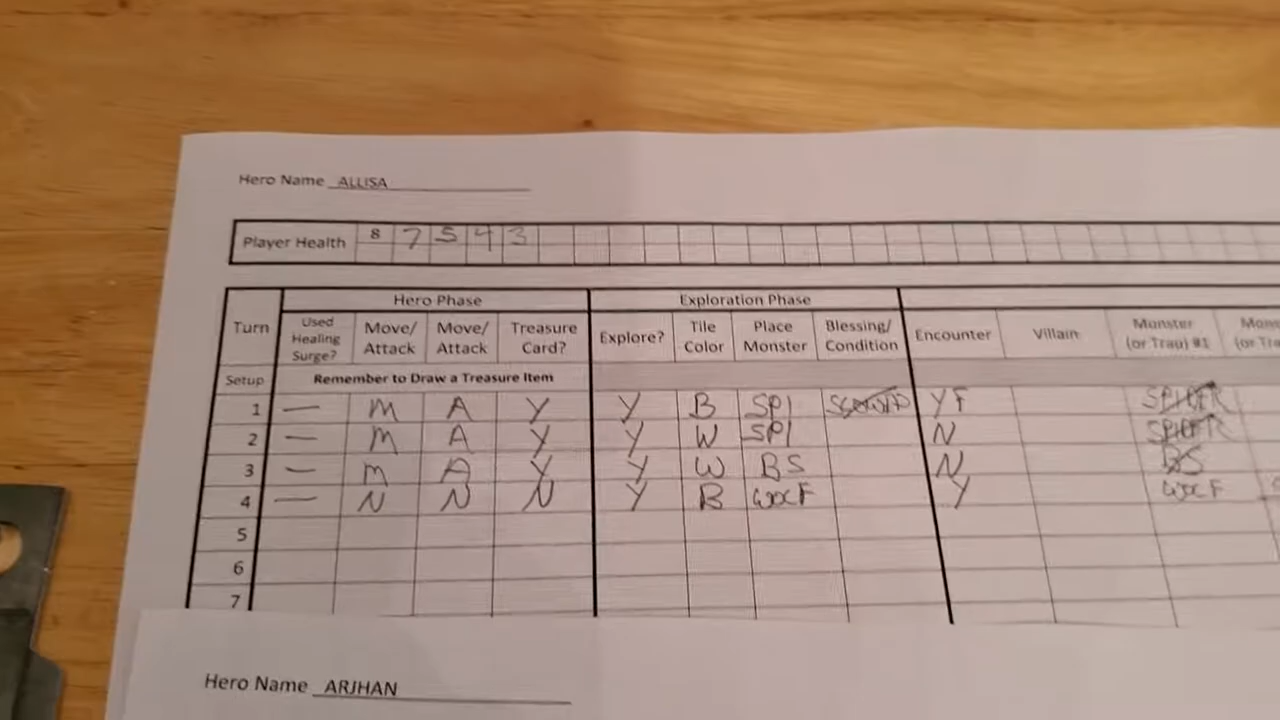 Hero Name ALLISA
Player Health 8 7 5 4 3
Hero Phase Exploration Phase
Turn Used Healing Surge? Move/ Attack Move/ Attack Treasure Card? Explore? Tile Color Place Monster Blessing/ Condition Encounter Villain Monster (or Trap) #1
Setup Remember to Draw a Treasure Item
1 — M A Y Y B SPI Y F SPIDER
2 — M A Y Y W SPI N SPIDER
3 — M A Y Y W BS N BS
4 — N N N Y B WOLF Y WOLF
5
6
7
Hero Name ARJHAN